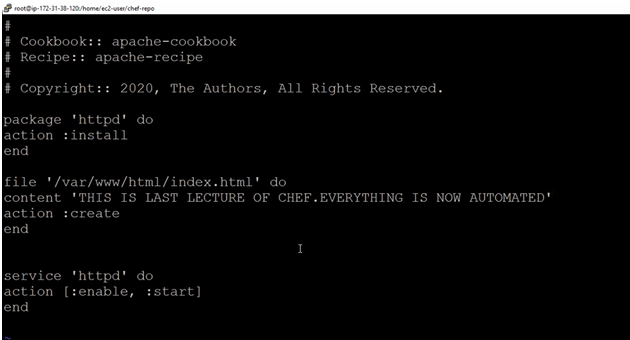 root@ip-172-31-38-120:/home/ec2-user/chef-repo
#
# Cookbook:: apache-cookbook
# Recipe:: apache-recipe
#
# Copyright:: 2020, The Authors, All Rights Reserved.
package 'httpd' do
action :install
end
file '/var/www/html/index.html' do
content 'THIS IS LAST LECTURE OF CHEF.EVERYTHING IS NOW AUTOMATED'
action :create
end
service 'httpd' do
action [:enable, :start]
end
~